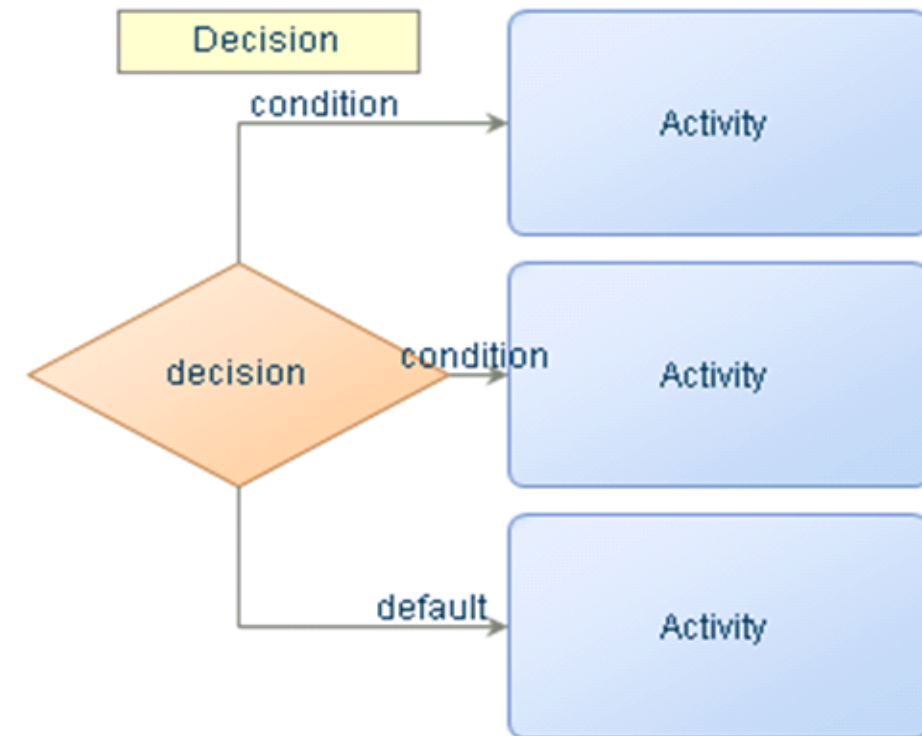 Decision
condition
Activity
decision
condition
Activity
default
Activity